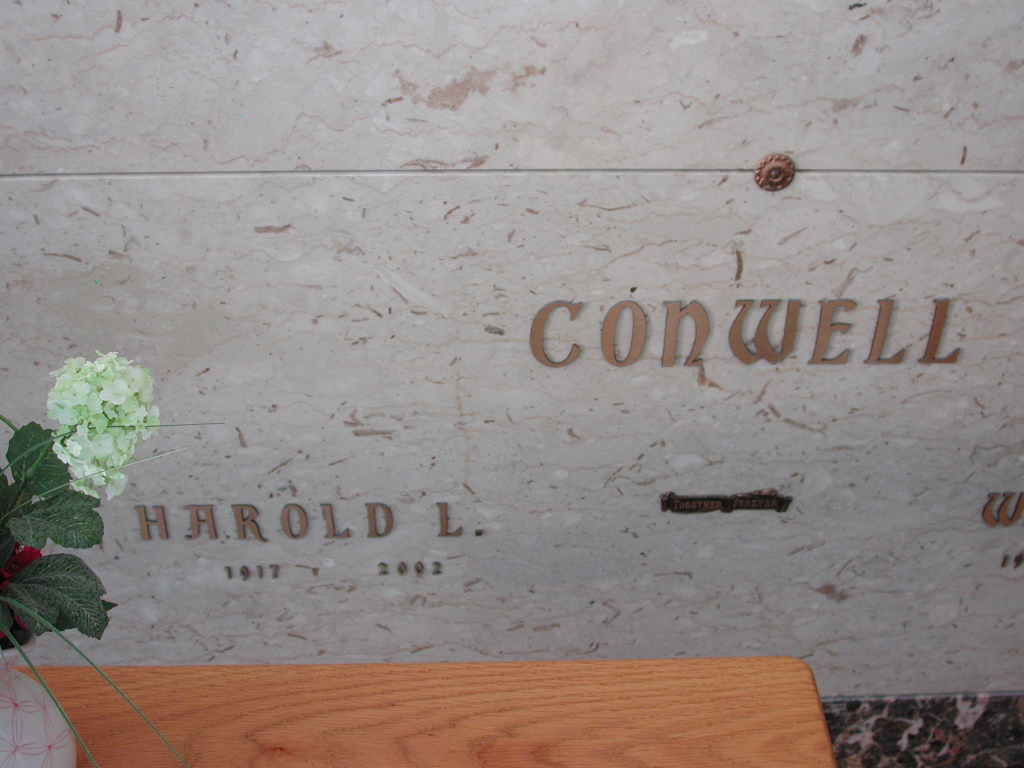 CONWELL
TOGETHER FOREVER
HAROLD L.
1917 - 2002